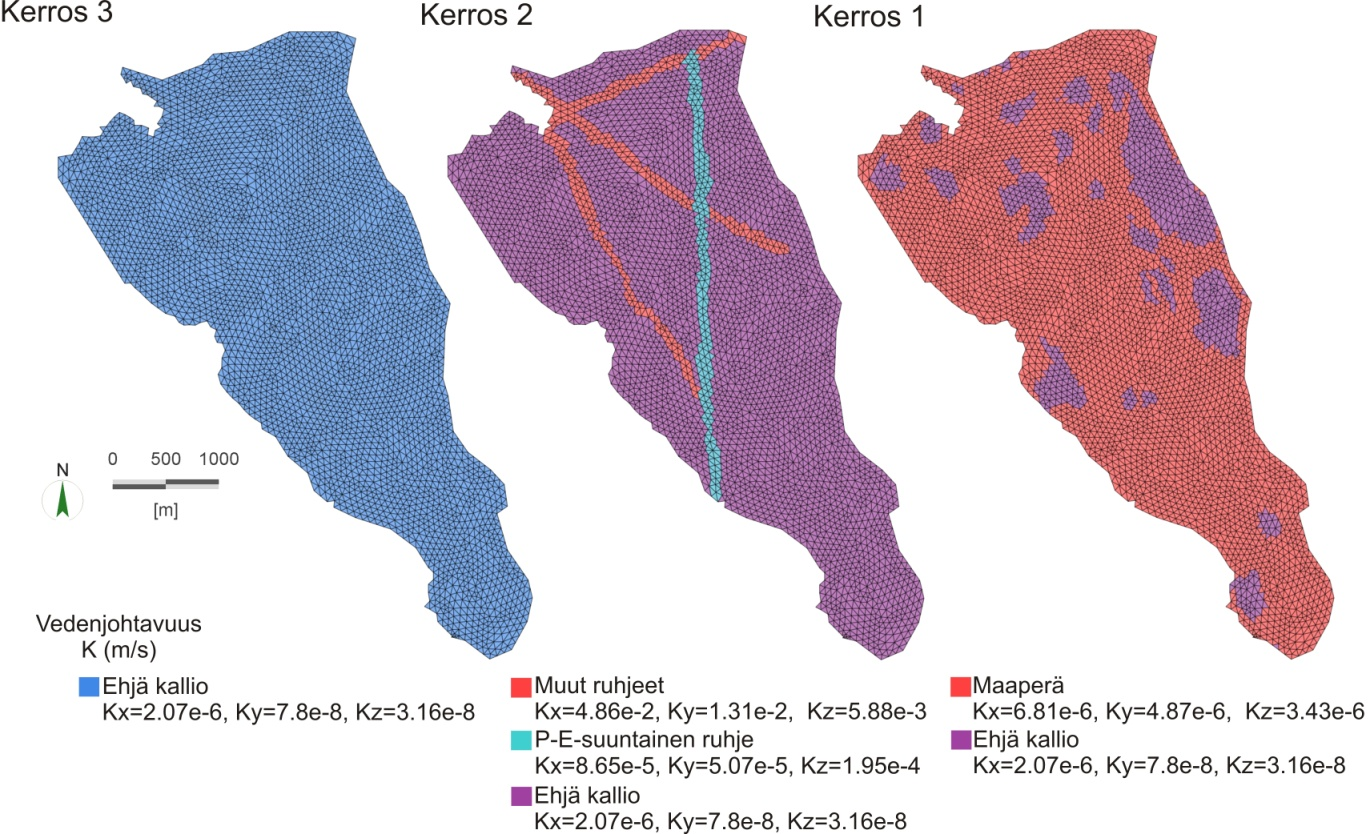 Kerros 3
Kerros 2
Kerros 1
N
0 500 1000
[m]
Vedenjohtavuus
K (m/s)
Ehjä kallio
Kx=2.07e-6, Ky=7.8e-8, Kz=3.16e-8
Muut ruhjeet
Kx=4.86e-2, Ky=1.31e-2, Kz=5.88e-3
P-E-suuntainen ruhje
Kx=8.65e-5, Ky=5.07e-5, Kz=1.95e-4
Ehjä kallio
Kx=2.07e-6, Ky=7.8e-8, Kz=3.16e-8
Maaperä
Kx=6.81e-6, Ky=4.87e-6, Kz=3.43e-6
Ehjä kallio
Kx=2.07e-6, Ky=7.8e-8, Kz=3.16e-8